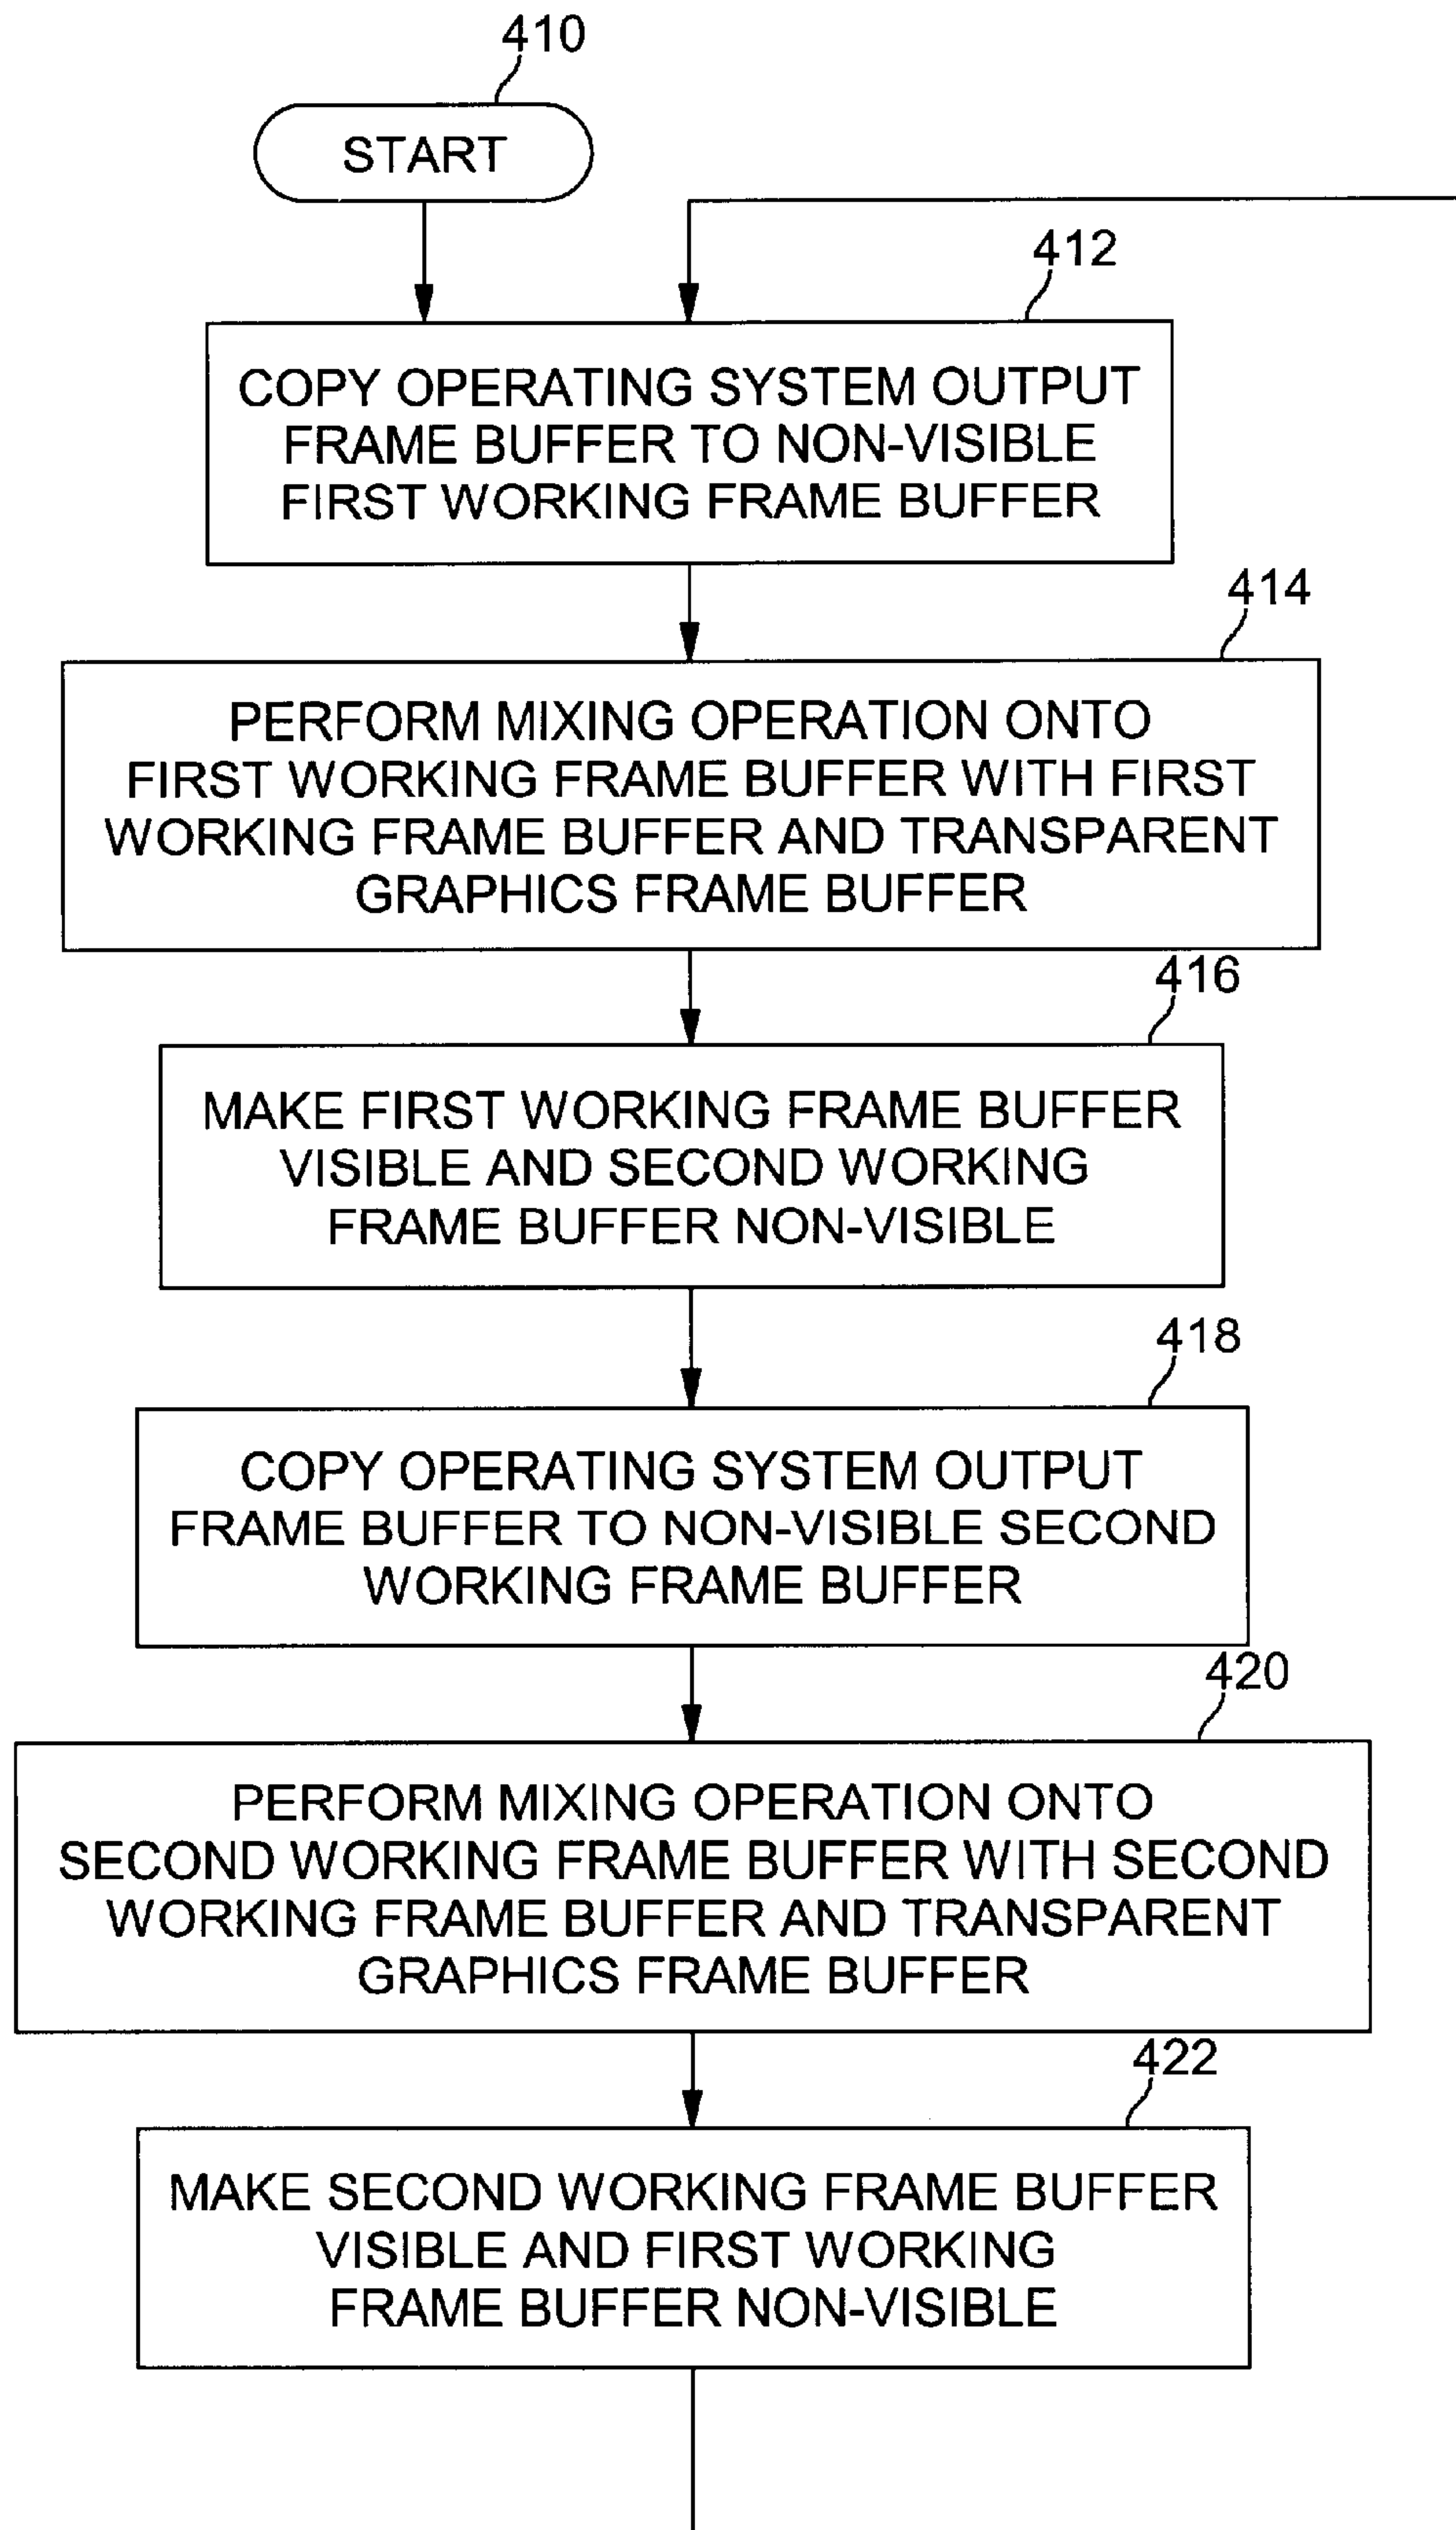 410
START
412
COPY OPERATING SYSTEM OUTPUT
FRAME BUFFER TO NON-VISIBLE
FIRST WORKING FRAME BUFFER
414
PERFORM MIXING OPERATION ONTO
FIRST WORKING FRAME BUFFER WITH FIRST
WORKING FRAME BUFFER AND TRANSPARENT
GRAPHICS FRAME BUFFER
416
MAKE FIRST WORKING FRAME BUFFER
VISIBLE AND SECOND WORKING
FRAME BUFFER NON-VISIBLE
418
COPY OPERATING SYSTEM OUTPUT
FRAME BUFFER TO NON-VISIBLE SECOND
WORKING FRAME BUFFER
420
PERFORM MIXING OPERATION ONTO
SECOND WORKING FRAME BUFFER WITH SECOND
WORKING FRAME BUFFER AND TRANSPARENT
GRAPHICS FRAME BUFFER
422
MAKE SECOND WORKING FRAME BUFFER
VISIBLE AND FIRST WORKING
FRAME BUFFER NON-VISIBLE